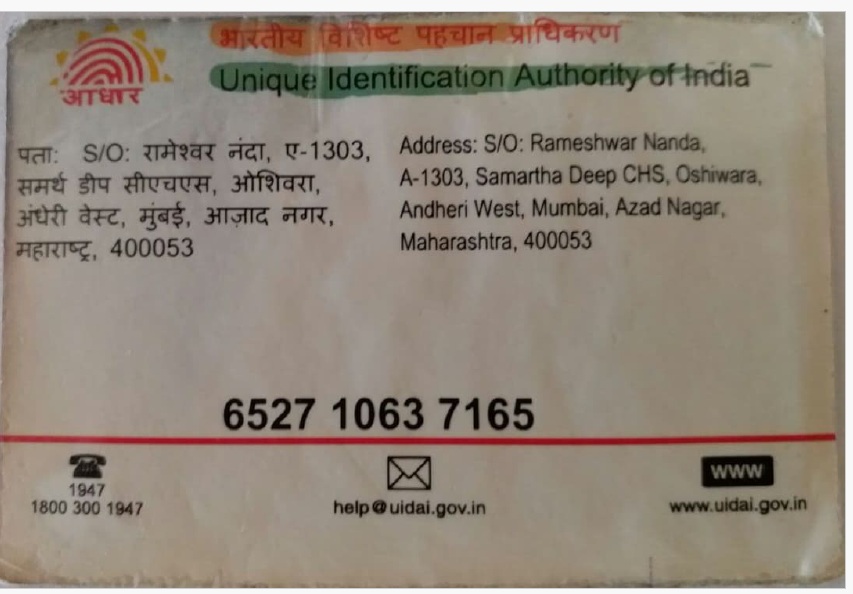 भारतीय विशिष्ट पहचान प्राधिकरण
Unique Identification Authority of India
आधार
पता: S/O: रामेश्वर नंदा, ए-1303,
समर्थ डीप सीएचएस, ओशिवरा,
अंधेरी वेस्ट, मुंबई, आज़ाद नगर,
महाराष्ट्र, 400053
Address: S/O: Rameshwar Nanda,
A-1303, Samartha Deep CHS, Oshiwara,
Andheri West, Mumbai, Azad Nagar,
Maharashtra, 400053
6527 1063 7165
1947
1800 300 1947
help@uidai.gov.in
WWW
www.uidai.gov.in